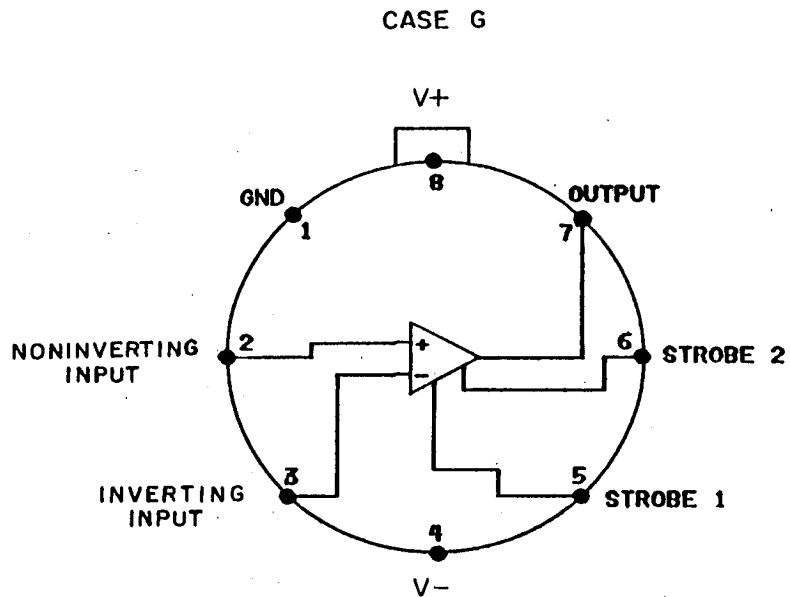 CASE G
V+
8
GND
1
OUTPUT
7
NONINVERTING
INPUT
2
+
-
6
STROBE 2
3
INVERTING
INPUT
5
STROBE 1
4
V-